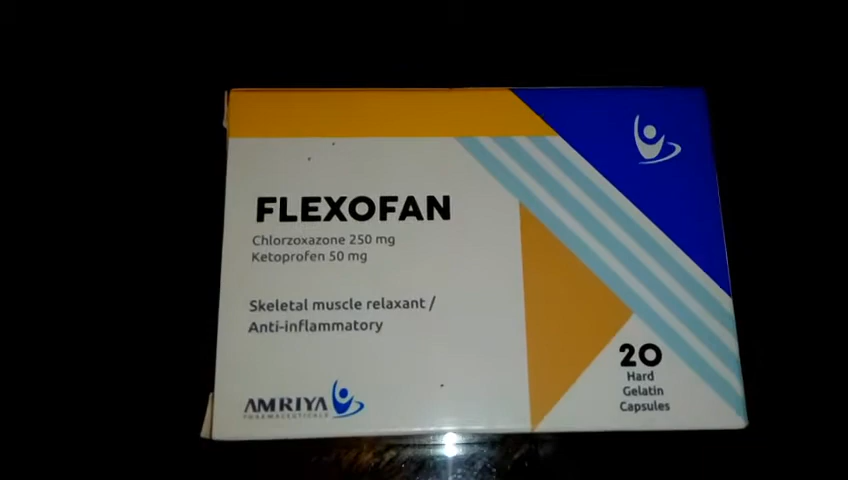 FLEXOFAN
Chlorzoxazone 250 mg
Ketoprofen 50 mg
Skeletal muscle relaxant /
Anti-inflammatory
20
Hard
Gelatin
Capsules
AMRIYA
PHARMACEUTICALS